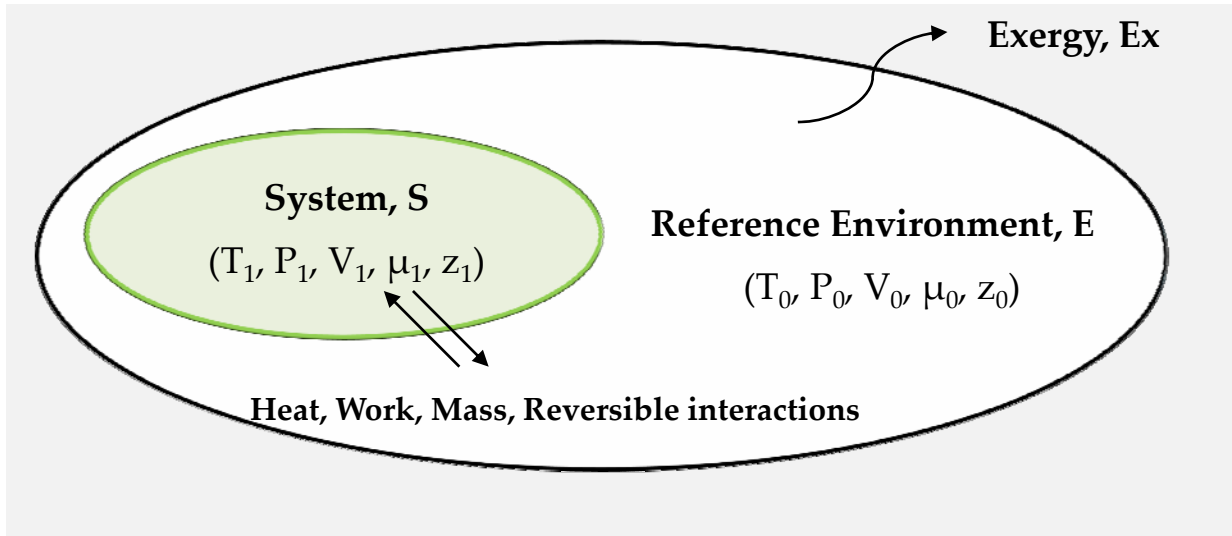 Exergy, Ex
System, S
(T₁, P₁, V₁, μ₁, z₁)
Reference Environment, E
(T₀, P₀, V₀, μ₀, z₀)
Heat, Work, Mass, Reversible interactions